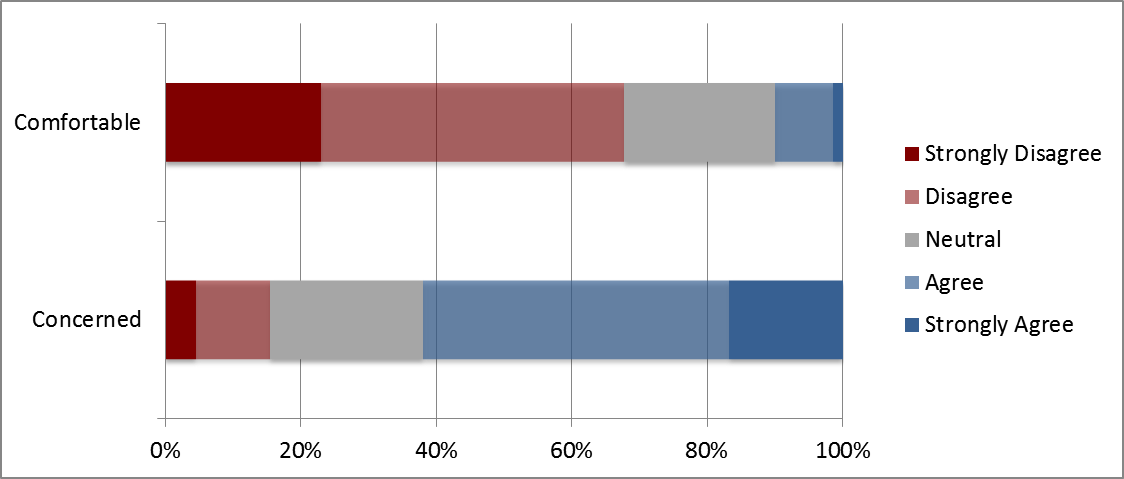 Comfortable
Concerned
0%
20%
40%
60%
80%
100%
Strongly Disagree
Disagree
Neutral
Agree
Strongly Agree